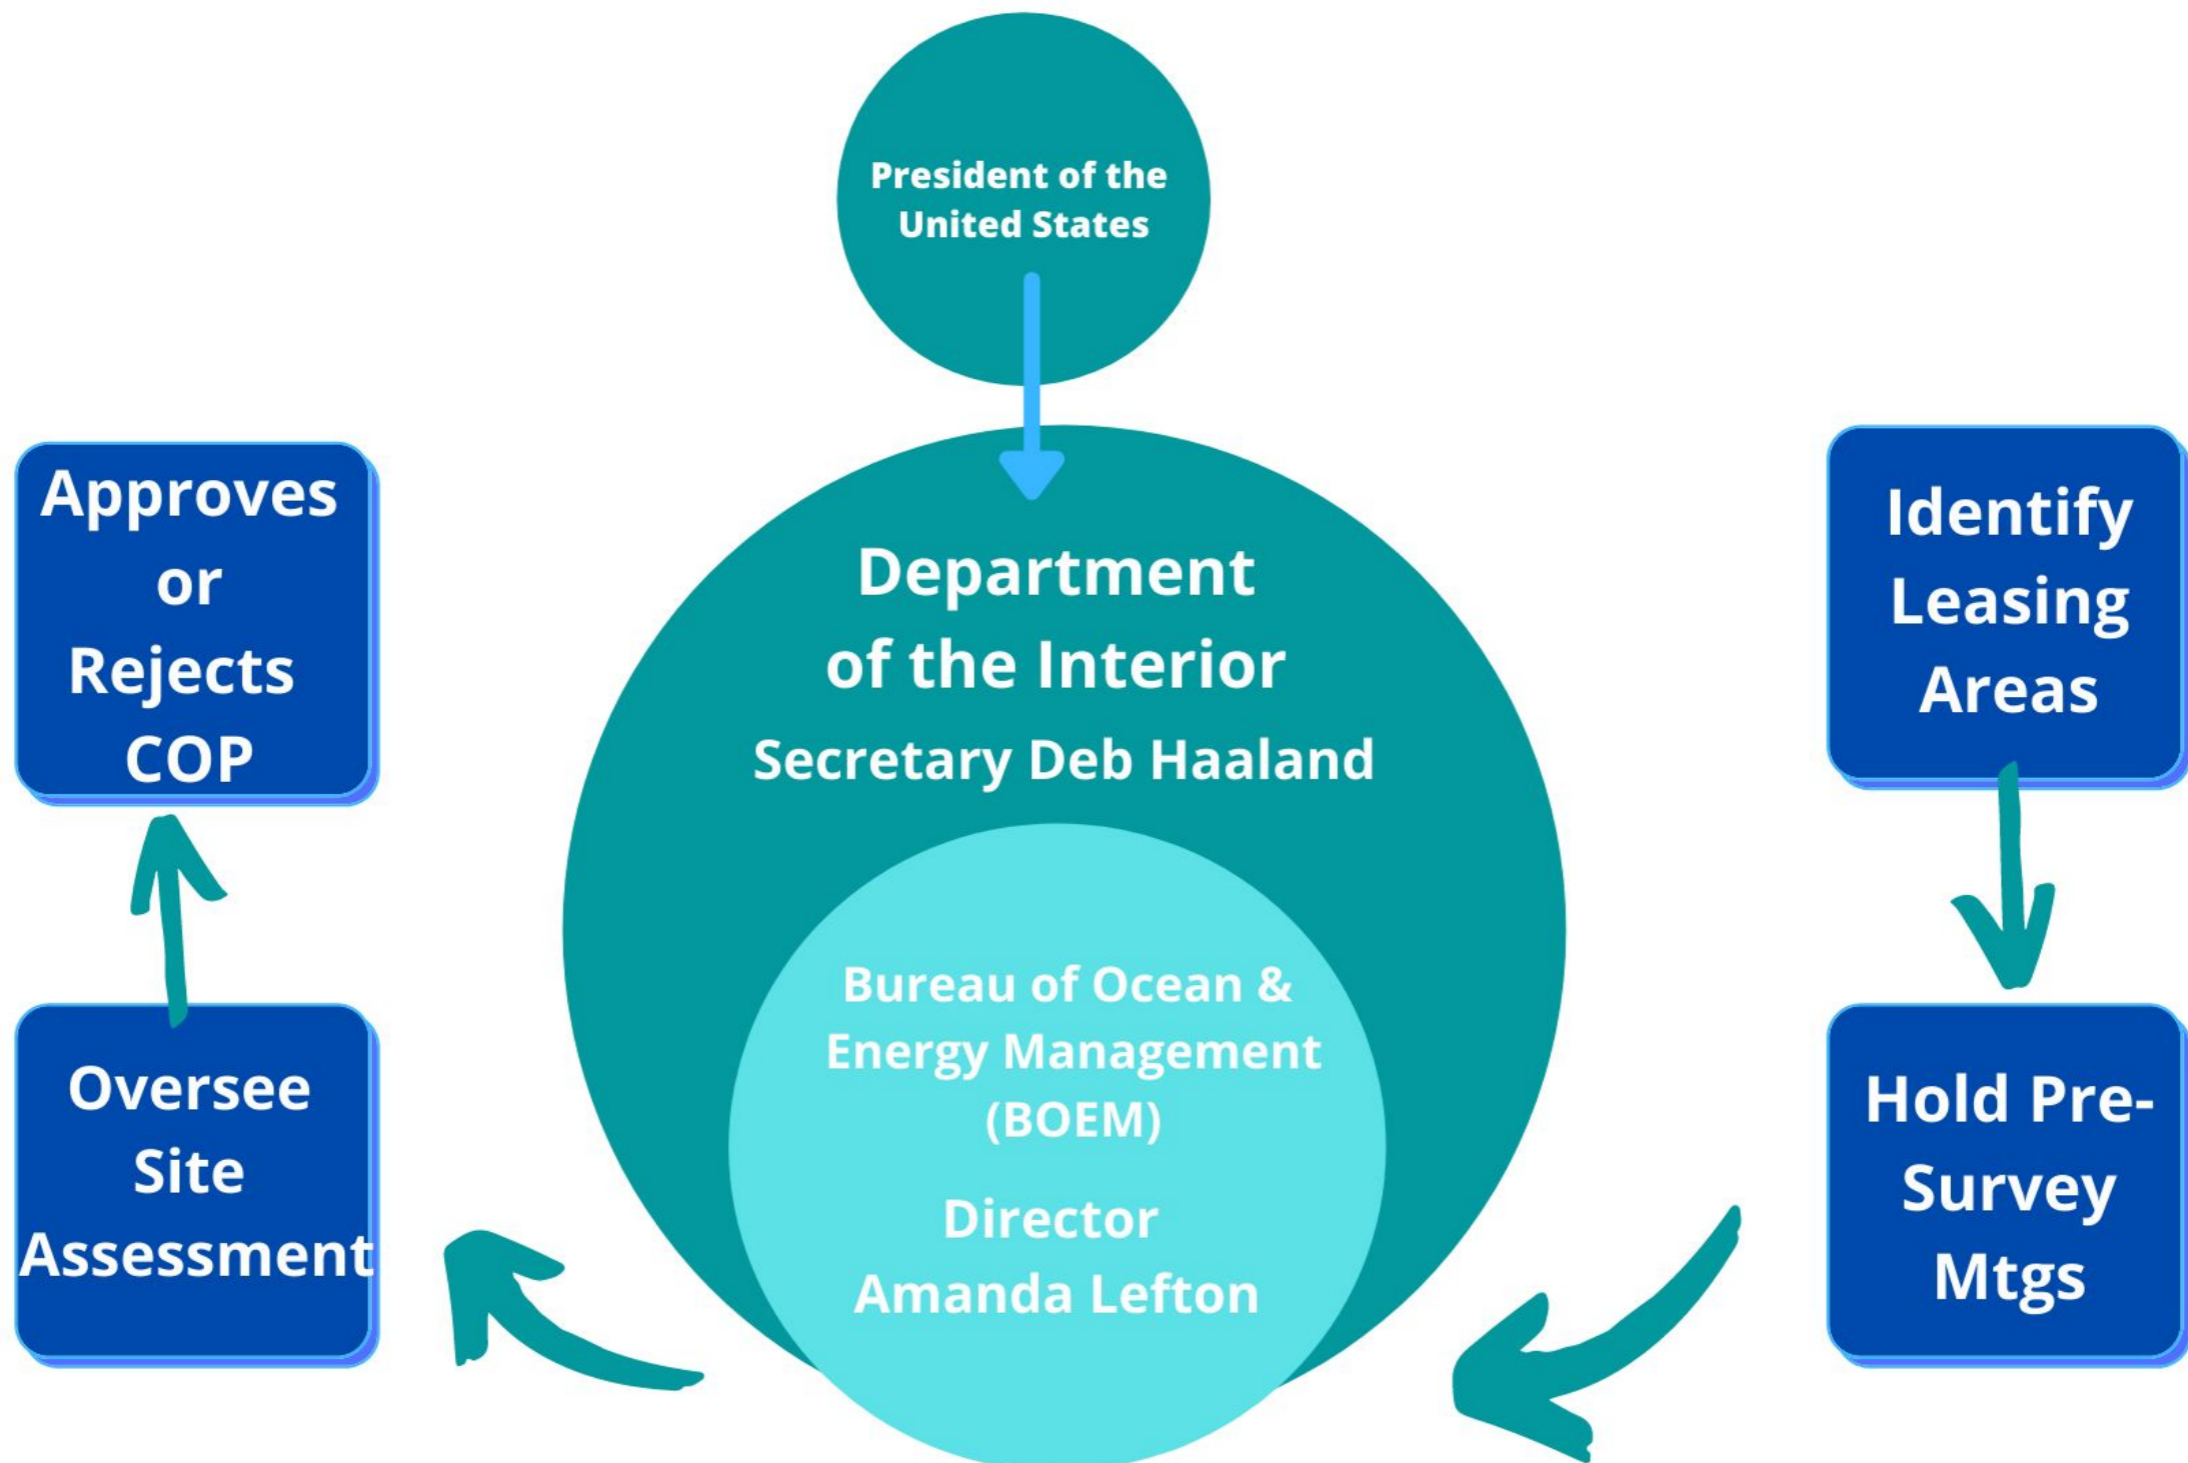 President of the
United States
Department
of the Interior
Secretary Deb Haaland
Bureau of Ocean &
Energy Management
(BOEM)
Director
Amanda Lefton
Identify
Leasing
Areas
Hold Pre-
Survey
Mtgs
Oversee
Site
Assessment
Approves
or
Rejects
COP